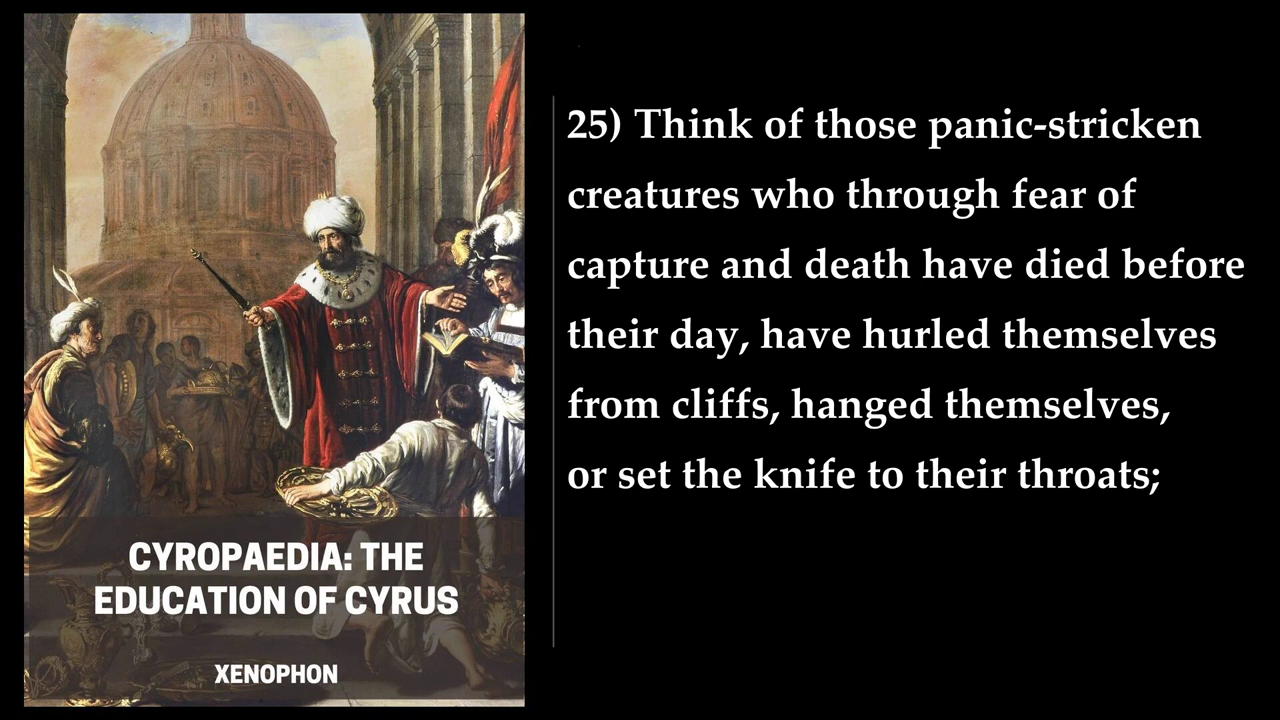 CYROPAEDIA: THE
EDUCATION OF CYRUS
XENOPHON
25) Think of those panic-stricken
creatures who through fear of
capture and death have died before
their day, have hurled themselves
from cliffs, hanged themselves,
or set the knife to their throats;